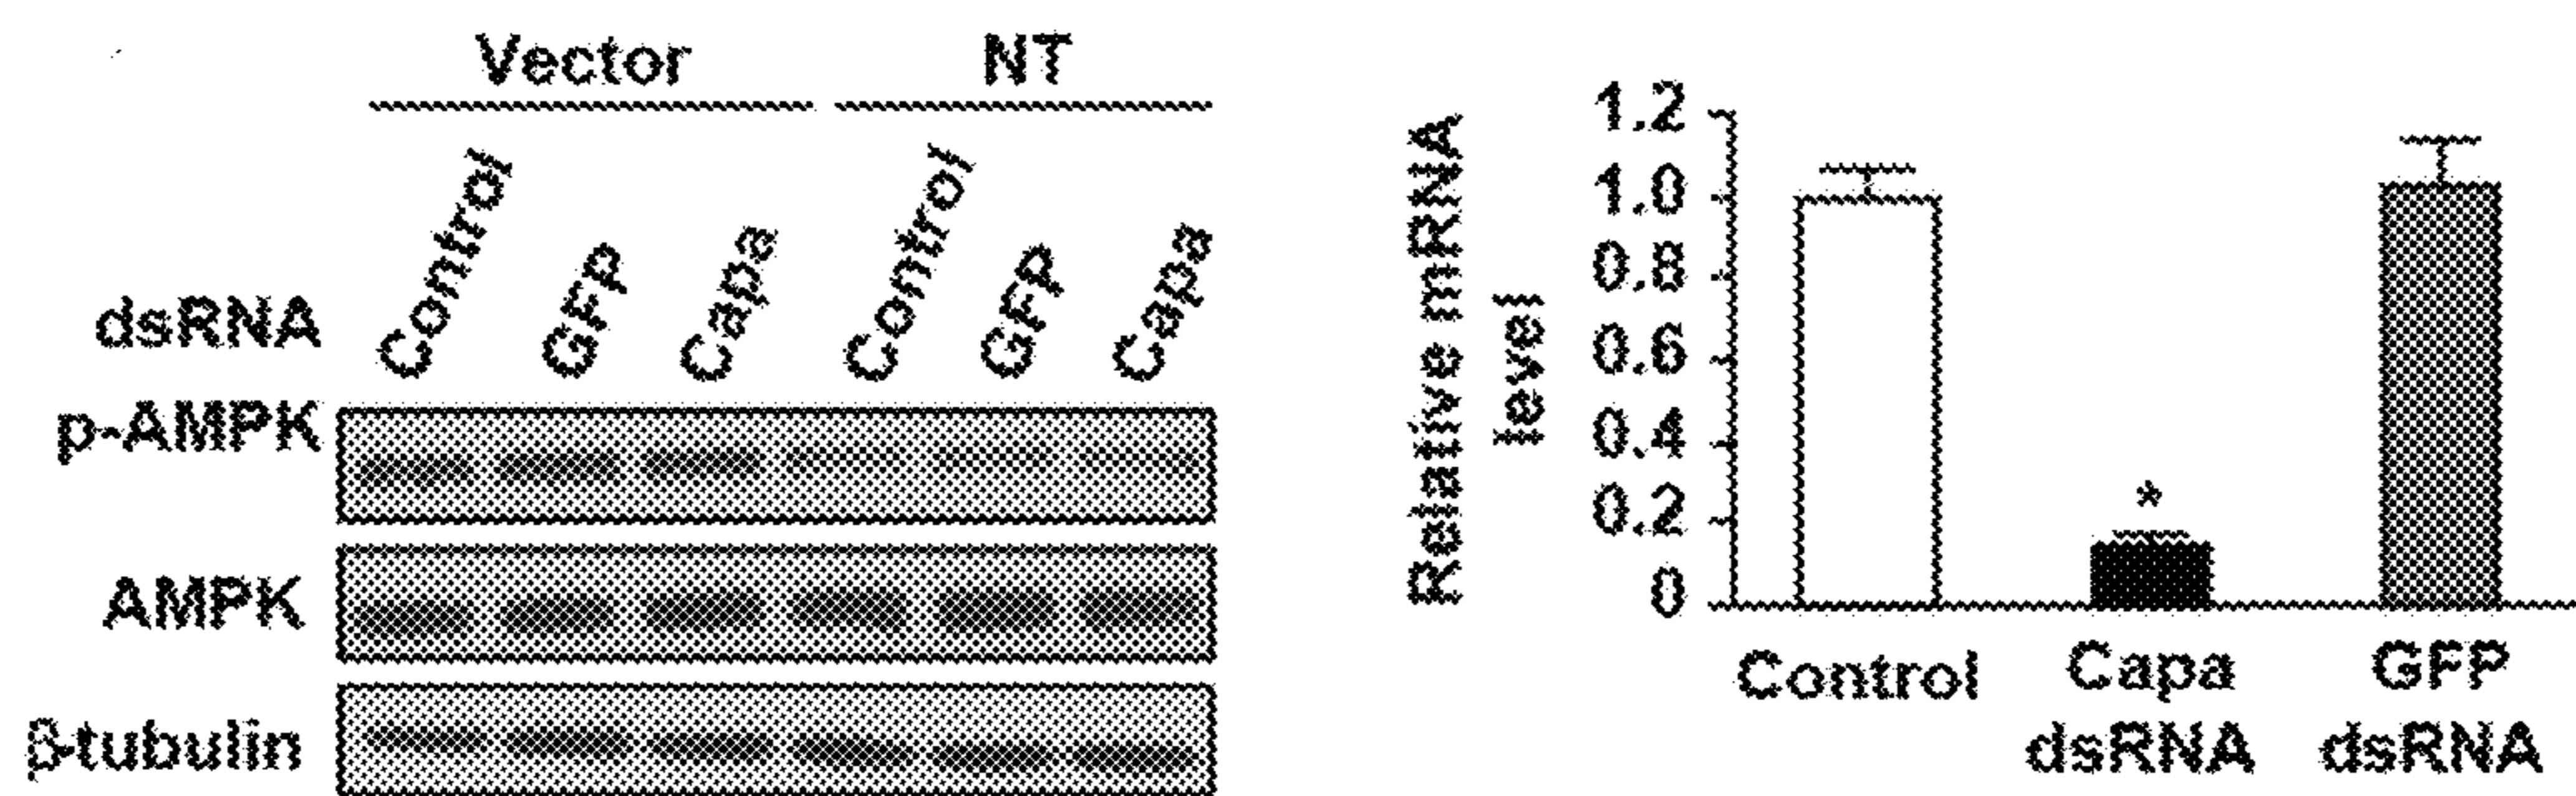 Vector NT
dsRNA Control GFP Capa Control GFP Capa
p-AMPK
AMPK
β-tubulin
Relative mRNA
level
1.2
1.0
0.8
0.6
0.4
0.2
0
*
Control Capa GFP
dsRNA dsRNA